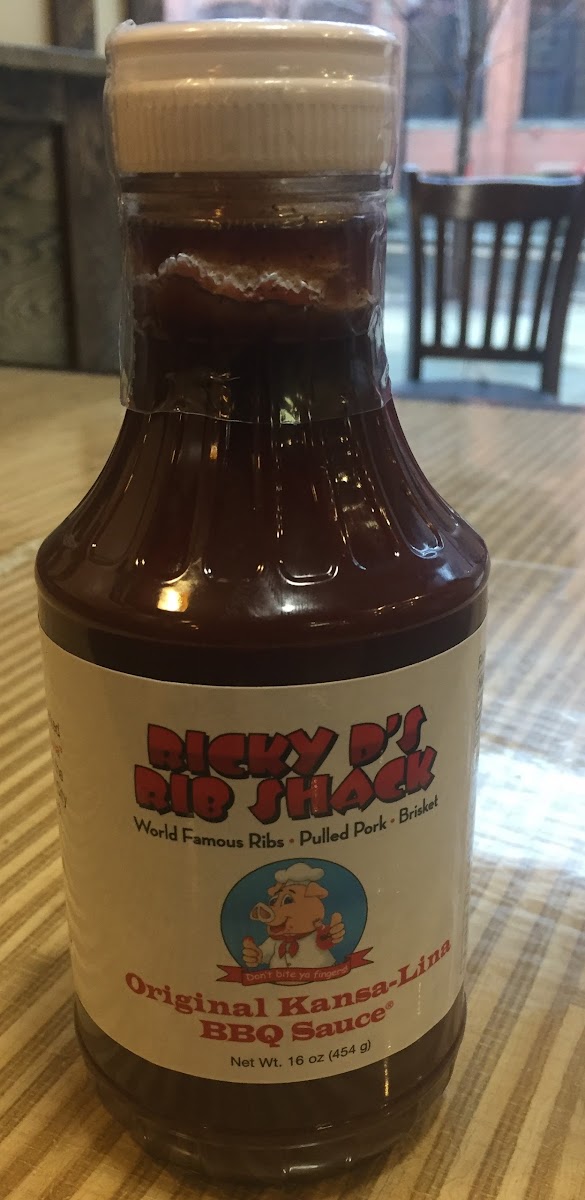 RICKY D'S
RIB SHACK
World Famous Ribs • Pulled Pork • Brisket
Don't bite yo fingers!
Original Kansa-Lina
BBQ Sauce®
Net Wt. 16 oz (454 g)